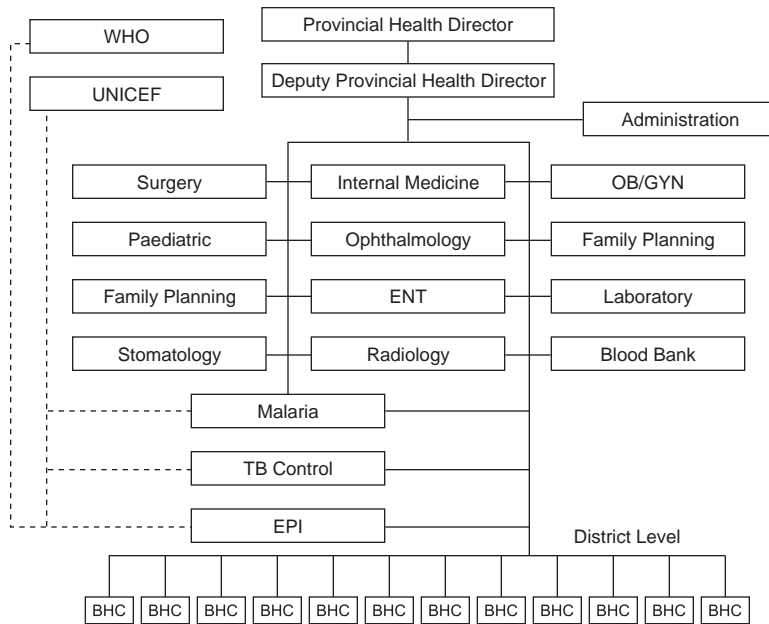 WHO
Provincial Health Director
UNICEF
Deputy Provincial Health Director
Administration
Surgery
Internal Medicine
OB/GYN
Paediatric
Ophthalmology
Family Planning
Family Planning
ENT
Laboratory
Stomatology
Radiology
Blood Bank
Malaria
TB Control
EPI
District Level
BHC BHC BHC BHC BHC BHC BHC BHC BHC BHC BHC BHC